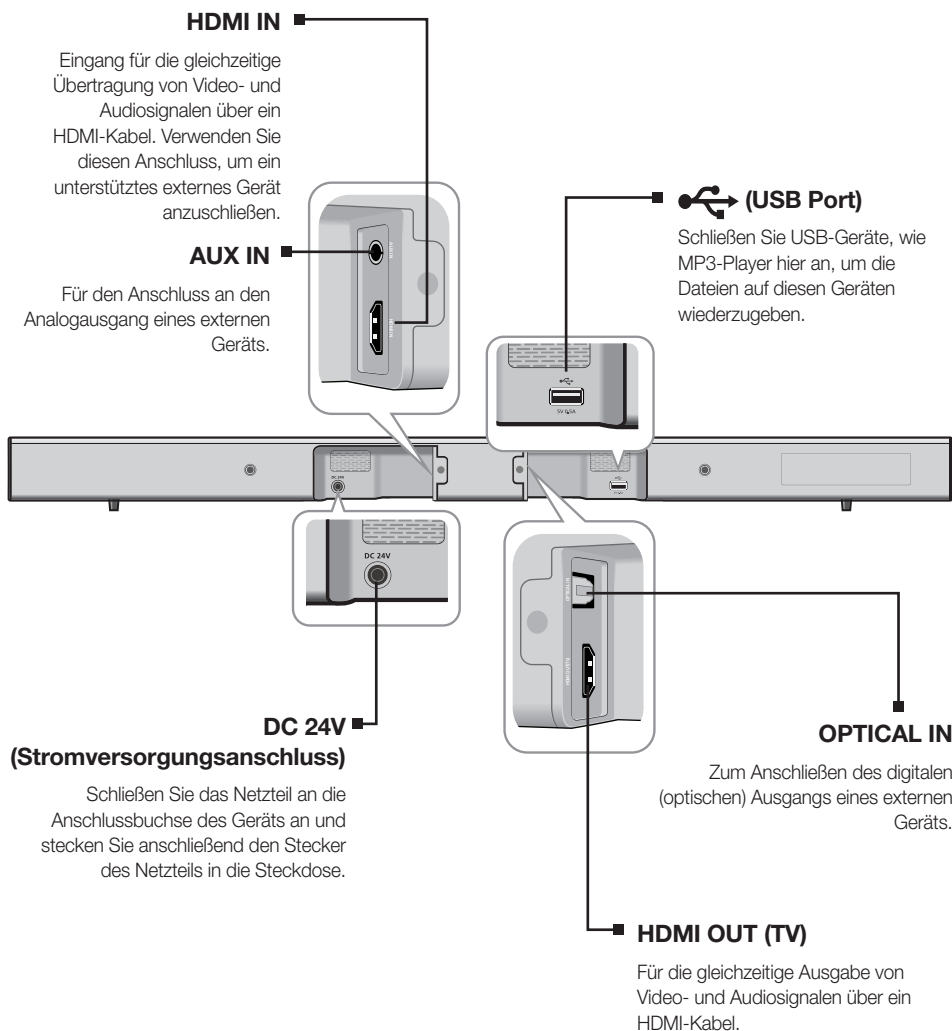 HDMI IN
Eingang für die gleichzeitige
Übertragung von Video- und
Audiosignalen über ein
HDMI-Kabel. Verwenden Sie
diesen Anschluss, um ein
unterstütztes externes Gerät
anzuschließen.
AUX IN
Für den Anschluss an den
Analogausgang eines externen
Geräts.
(USB Port)
Schließen Sie USB-Geräte, wie
MP3-Player hier an, um die
Dateien auf diesen Geräten
wiederzugeben.
5V 0.5A
DC 24V
DC 24V
DC 24V
(Stromversorgungsanschluss)
Schließen Sie das Netzteil an die
Anschlussbuchse des Geräts an und
stecken Sie anschließend den Stecker
des Netzteils in die Steckdose.
OPTICAL IN
Zum Anschließen des digitalen
(optischen) Ausgangs eines externen
Geräts.
HDMI OUT (TV)
Für die gleichzeitige Ausgabe von
Video- und Audiosignalen über ein
HDMI-Kabel.